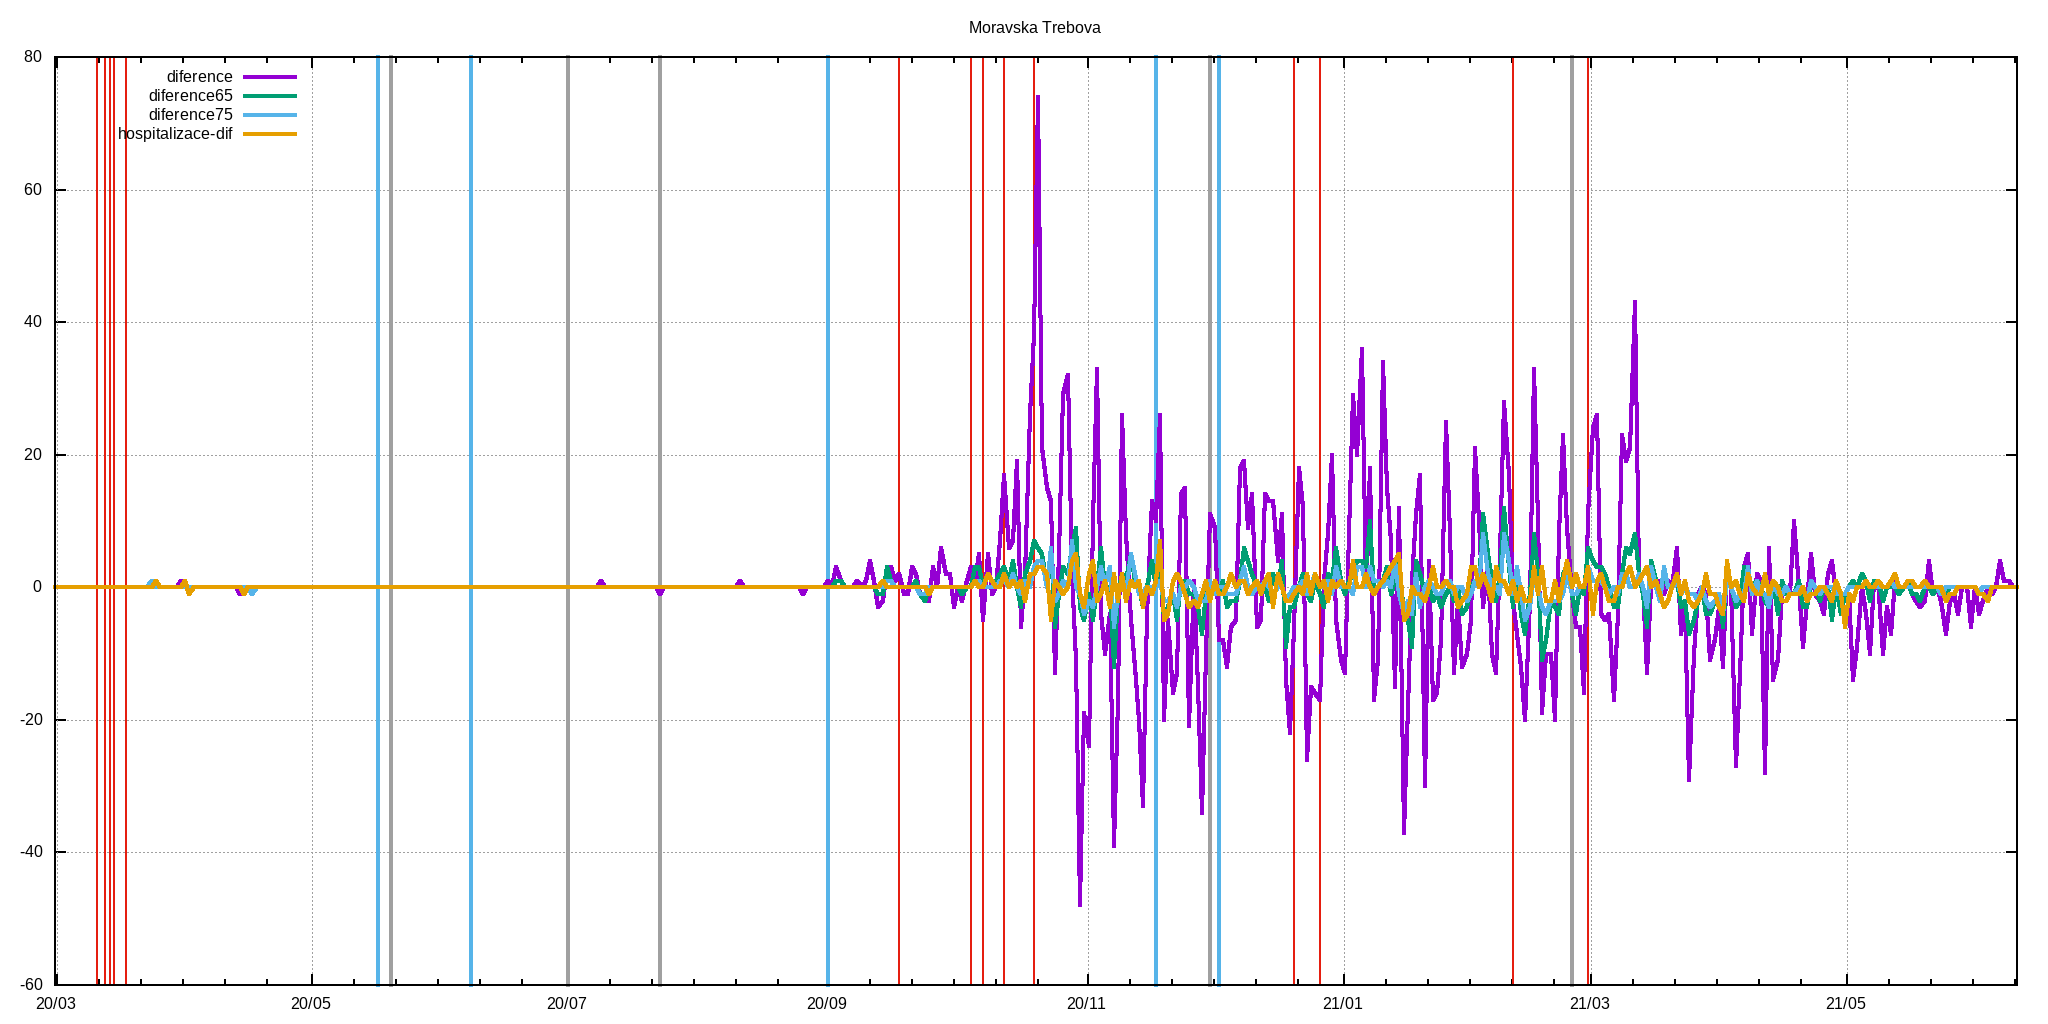 Moravska Trebova
diference
diference65
diference75
hospitalizace-dif
80
60
40
20
0
-20
-40
-60
20/03 20/05 20/07 20/09 20/11 21/01 21/03 21/05